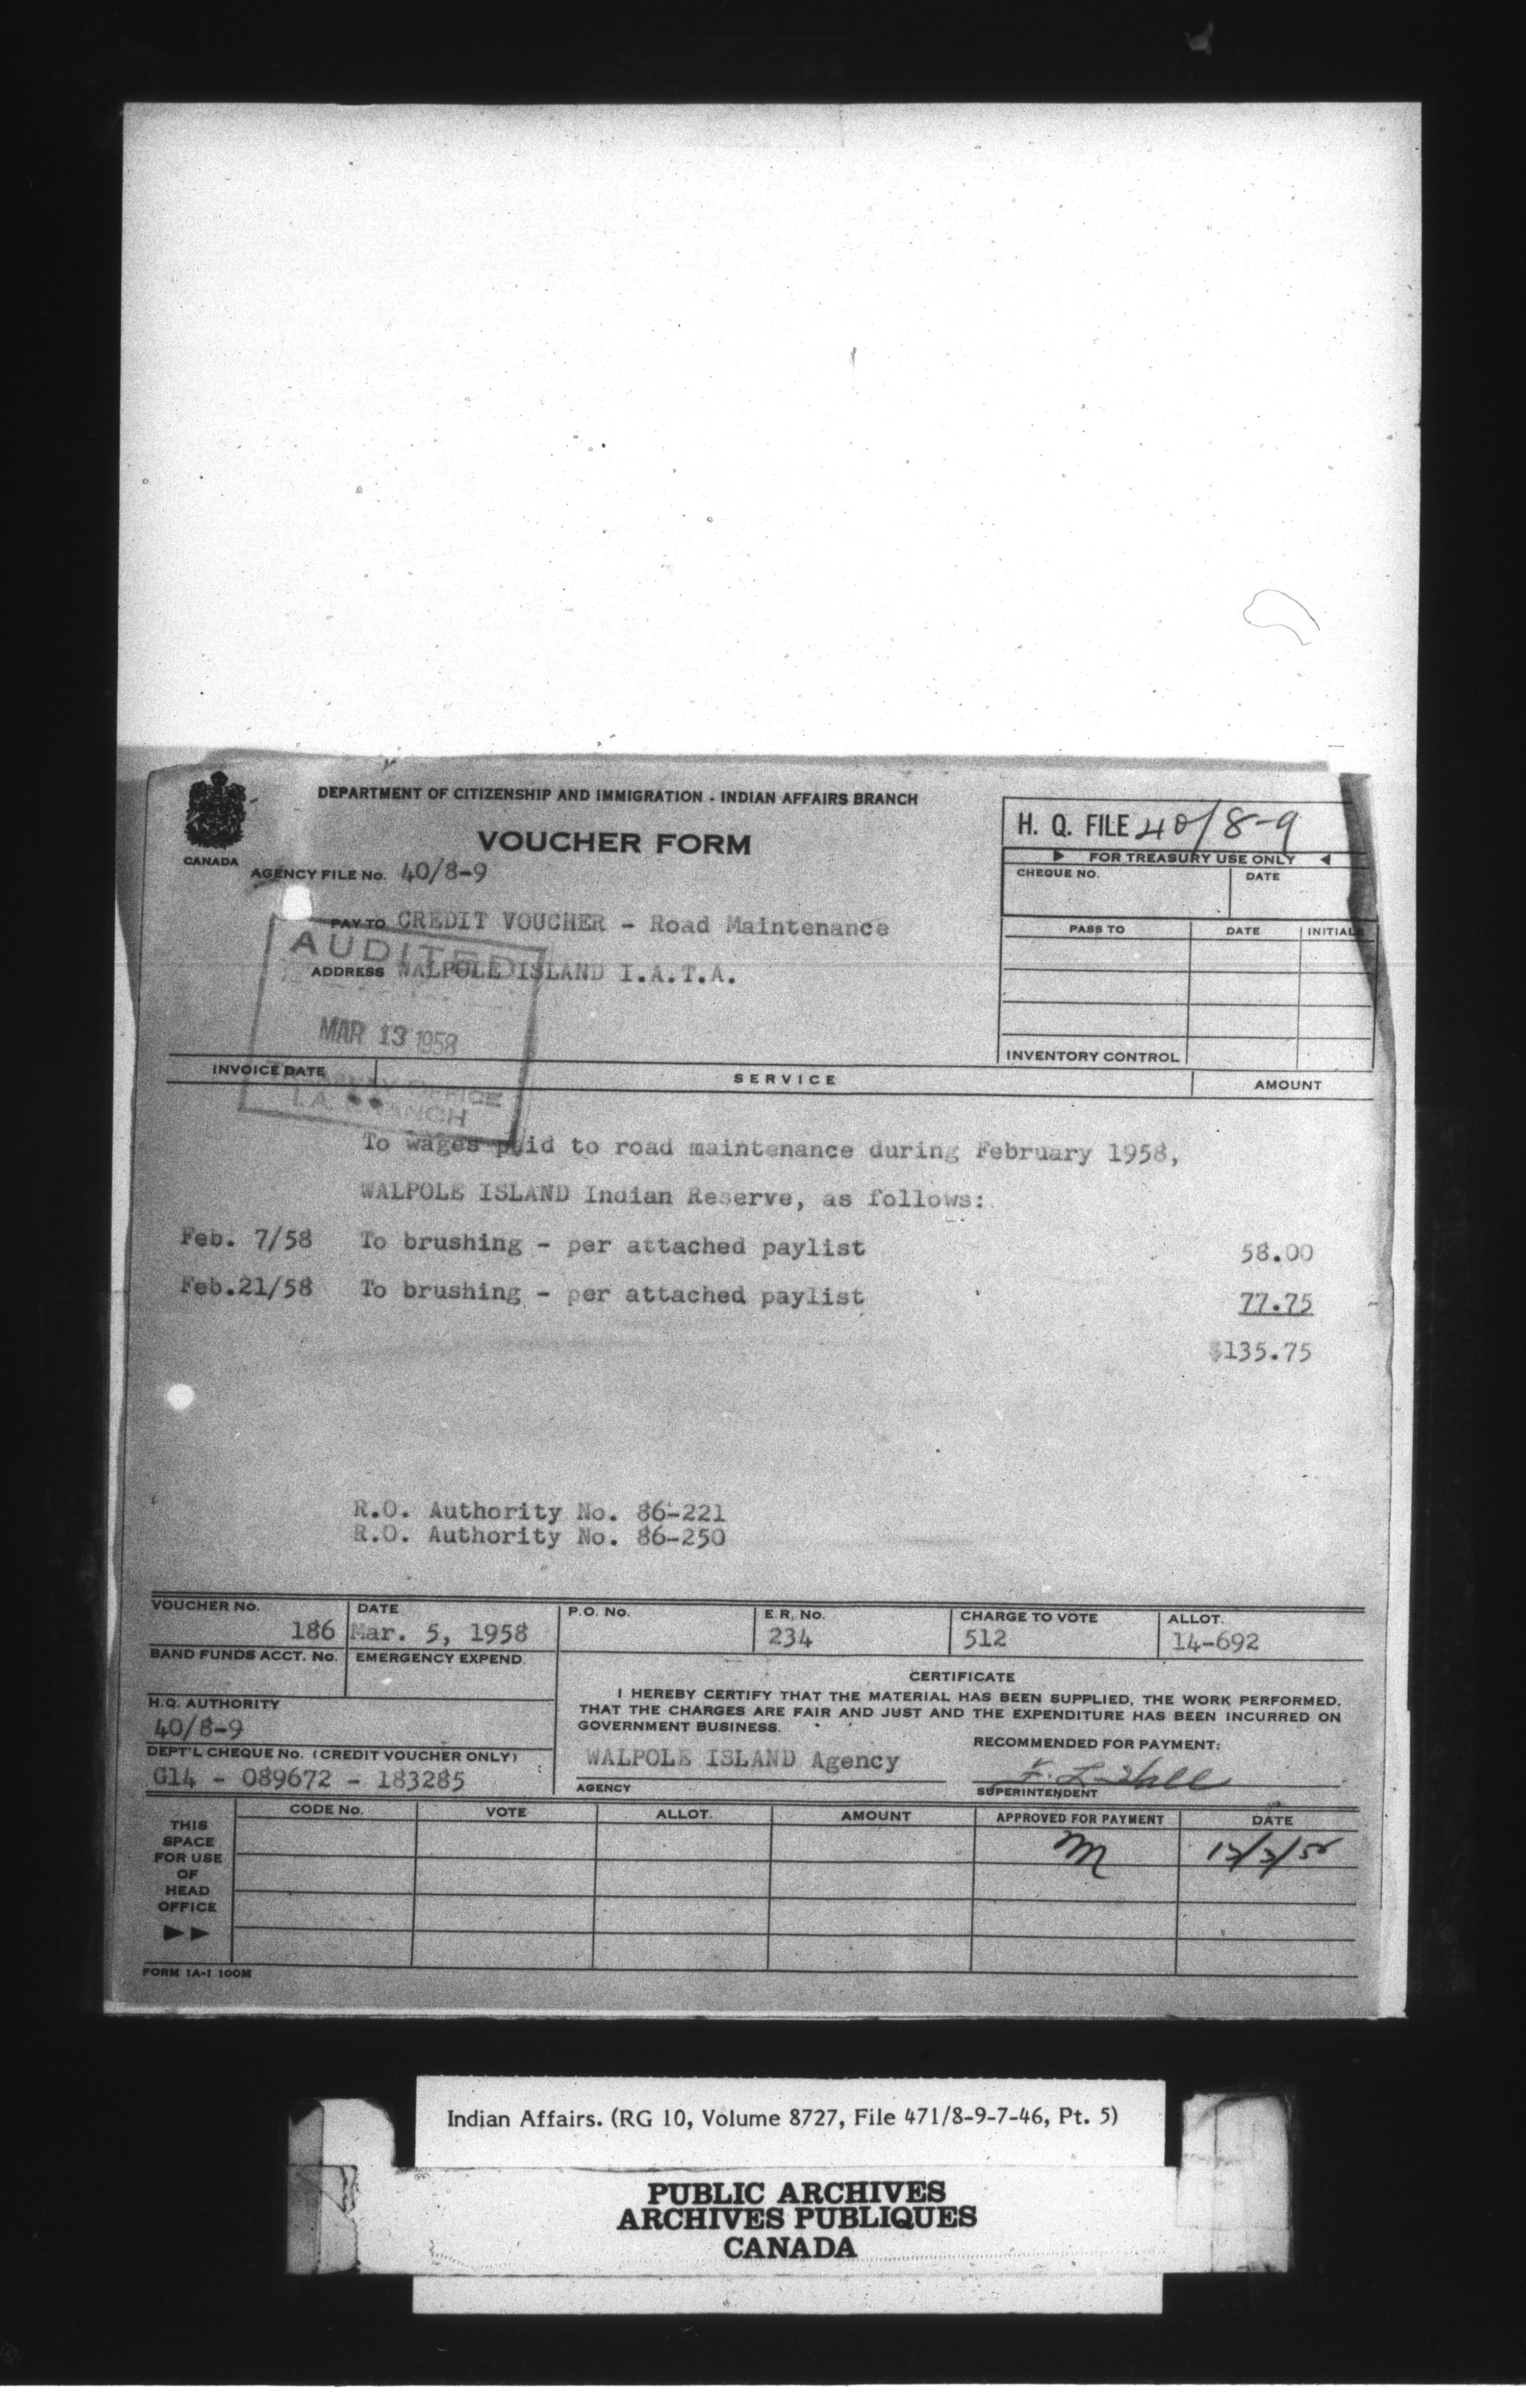 DEPARTMENT OF CITIZENSHIP AND IMMIGRATION - INDIAN AFFAIRS BRANCH
VOUCHER FORM
CANADA
AGENCY FILE No. 40/8-9
H. Q. FILE 40/8-9
FOR TREASURY USE ONLY
CHEQUE NO. DATE
PAY TO CREDIT VOUCHER - Road Maintenance
PASS TO DATE INITIALS
AUDITED
ADDRESS WALPOLE ISLAND I.A.T.A.
MAR 13 1958
INVENTORY CONTROL
INVOICE DATE SERVICE AMOUNT
OFFICE
I.A. BRANCH
To wages paid to road maintenance during February 1958,
WALPOLE ISLAND Indian Reserve, as follows:
Feb. 7/58 To brushing - per attached paylist 58.00
Feb.21/58 To brushing - per attached paylist 77.75
$135.75
R.O. Authority No. 86-221
R.O. Authority No. 86-250
VOUCHER No. DATE P.O. No. E.R. No. CHARGE TO VOTE ALLOT.
186 Mar. 5, 1958 234 512 14-692
BAND FUNDS ACCT. No. EMERGENCY EXPEND.
CERTIFICATE
I HEREBY CERTIFY THAT THE MATERIAL HAS BEEN SUPPLIED, THE WORK PERFORMED,
THAT THE CHARGES ARE FAIR AND JUST AND THE EXPENDITURE HAS BEEN INCURRED ON
GOVERNMENT BUSINESS.
H.Q. AUTHORITY
40/8-9
RECOMMENDED FOR PAYMENT:
DEPT'L CHEQUE No. (CREDIT VOUCHER ONLY)
G14 - 089672 - 183285
WALPOLE ISLAND Agency
AGENCY
SUPERINTENDENT
THIS
SPACE
FOR USE
OF
HEAD
OFFICE
CODE No. VOTE ALLOT. AMOUNT APPROVED FOR PAYMENT DATE
FORM IA-1 100M
Indian Affairs. (RG 10, Volume 8727, File 471/8-9-7-46, Pt. 5)
PUBLIC ARCHIVES
ARCHIVES PUBLIQUES
CANADA